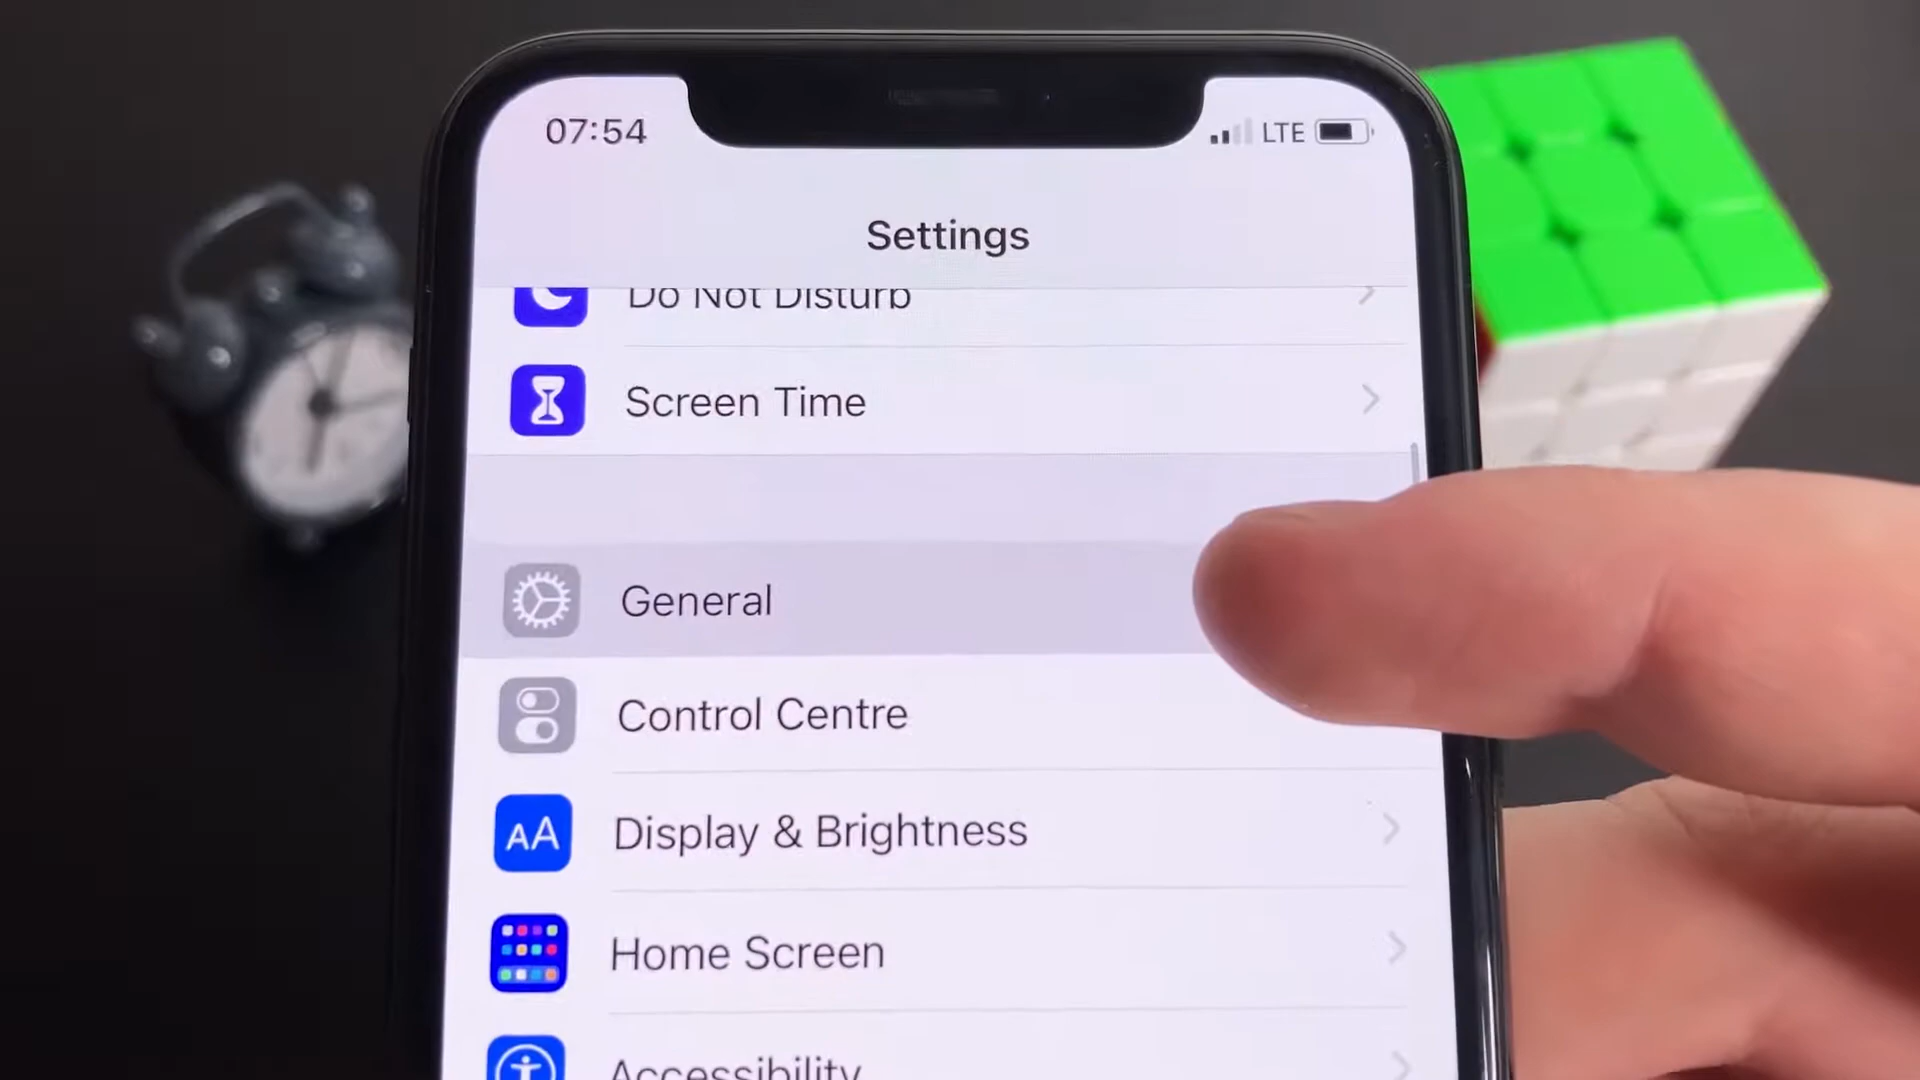 07:54
LTE
Settings
Do Not Disturb
Screen Time
General
Control Centre
AA
Display & Brightness
Home Screen
Accessibility